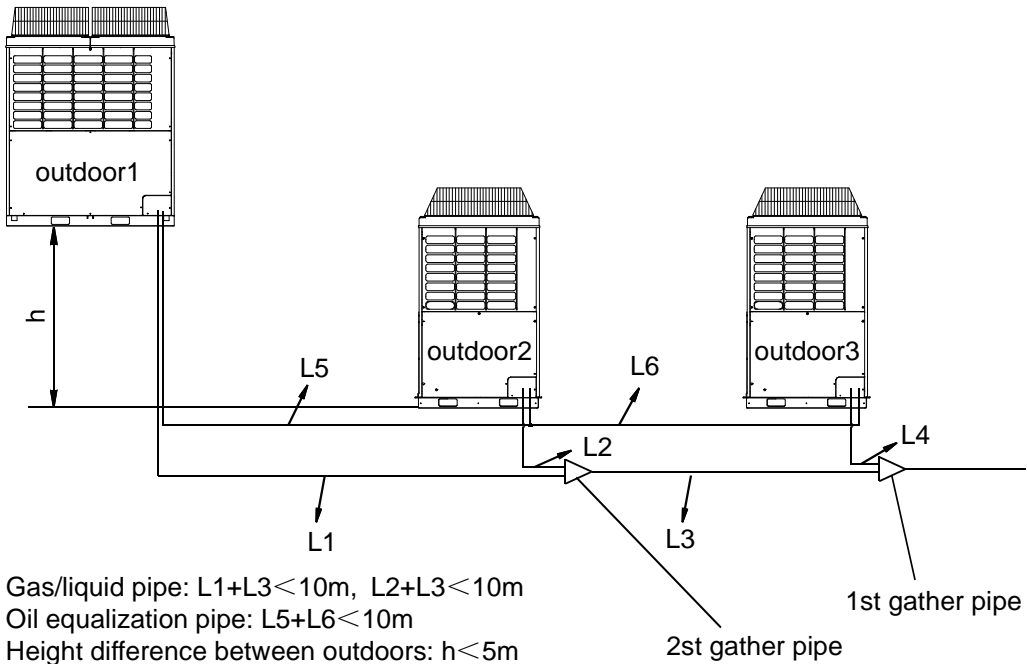 outdoor1
h
outdoor2
outdoor3
L5
L6
L2
L4
L1
L3
Gas/liquid pipe: L1+L3＜10m, L2+L3＜10m
Oil equalization pipe: L5+L6＜10m
Height difference between outdoors: h＜5m
2st gather pipe
1st gather pipe